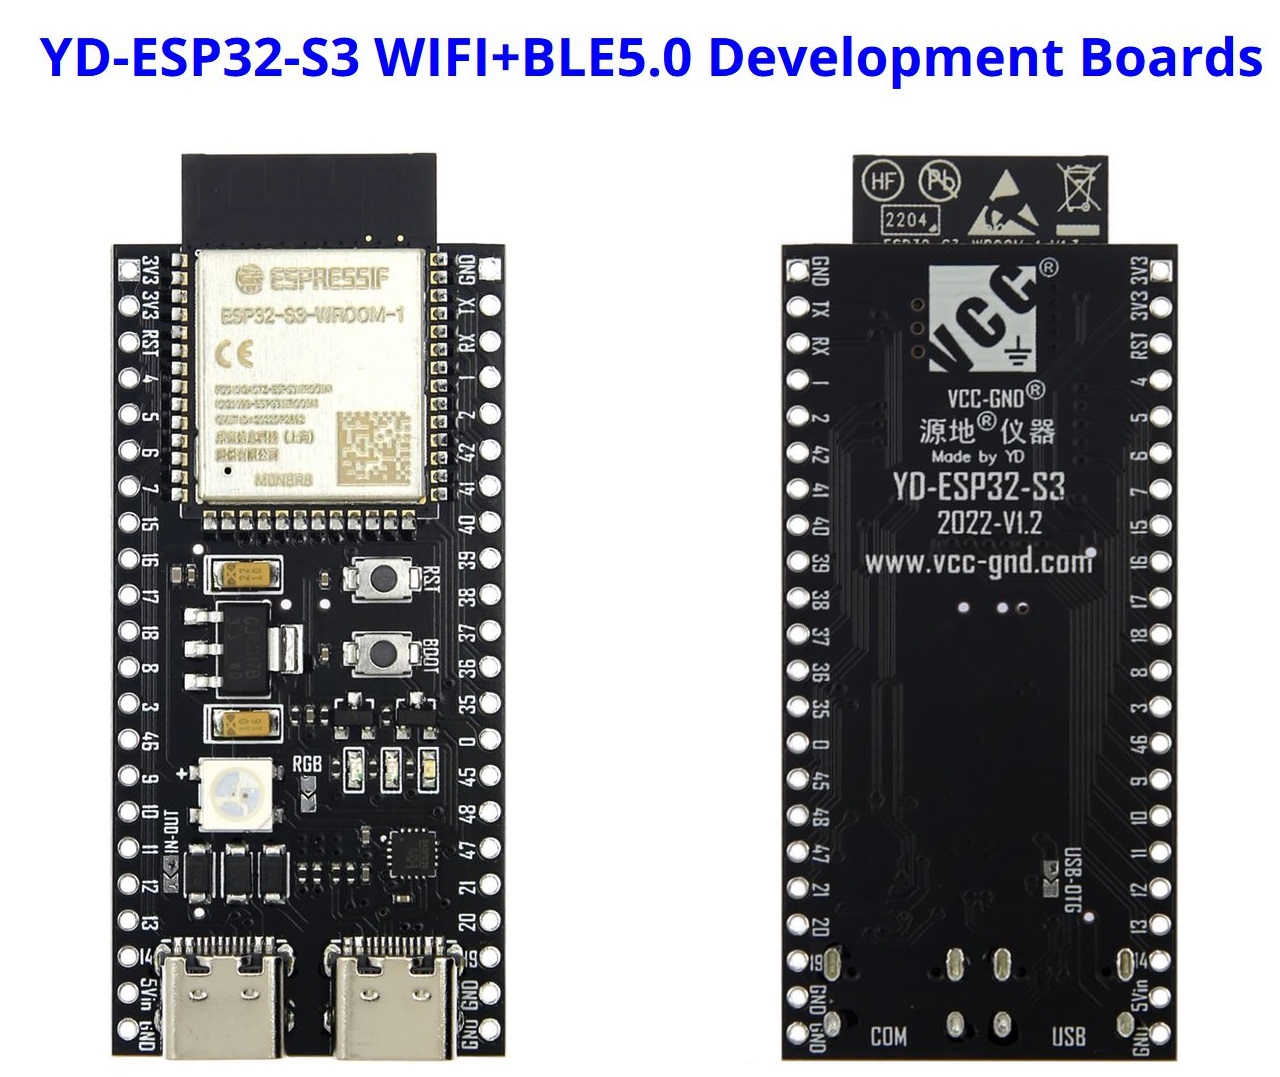 YD-ESP32-S3 WIFI+BLE5.0 Development Boards
ESPRESSIF
ESP32-S3-WROOM-1
CE
M0N8R8
3V3
3V3
RST
4
5
6
7
15
16
17
18
8
3
46
9
10
11
12
13
14
5Vin
GND
GND
TX
RX
1
2
42
41
40
39
38
37
36
35
0
45
48
47
21
20
19
GND
GND
RST
BOOT
RGB
+
IN-OUT
HF
Pb
2204
VCC
®
VCC-GND®
源地®仪器
Made by YD
YD-ESP32-S3
2022-V1.2
www.vcc-gnd.com
GND
TX
RX
1
2
42
41
40
39
38
37
36
35
0
45
48
47
21
20
19
GND
GND
3V3
3V3
RST
4
5
6
7
15
16
17
18
8
3
46
9
10
11
12
13
14
5Vin
GND
USB-OTG
COM
USB